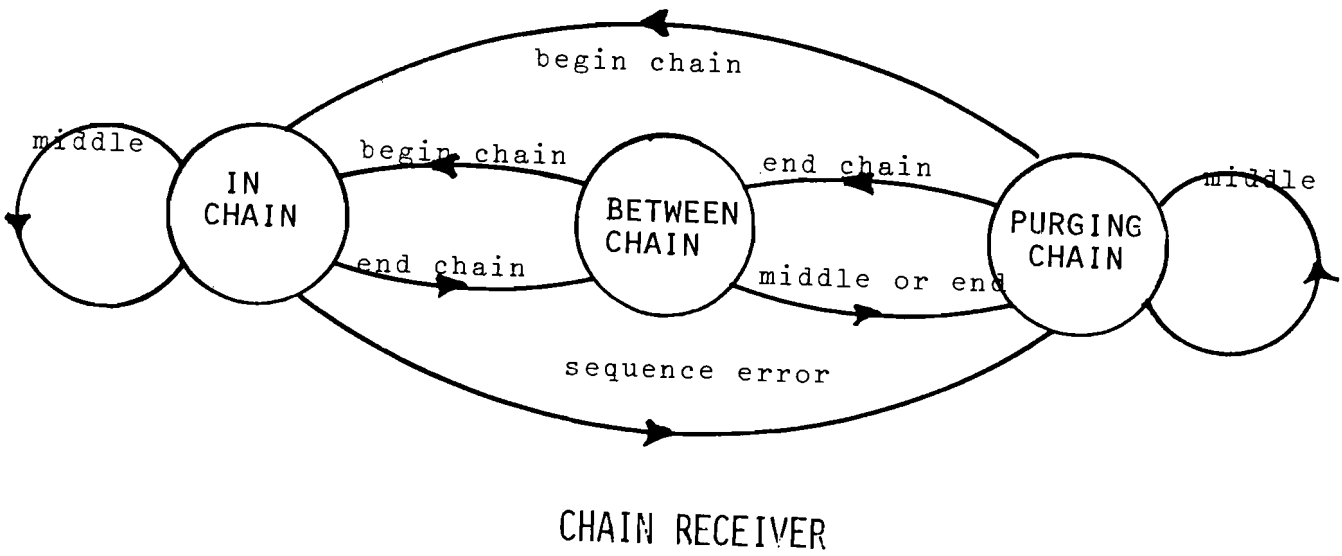 begin chain
middle
begin chain
end chain
middle
IN
CHAIN
BETWEEN
CHAIN
PURGING
CHAIN
end chain
middle or end
sequence error
CHAIN RECEIVER